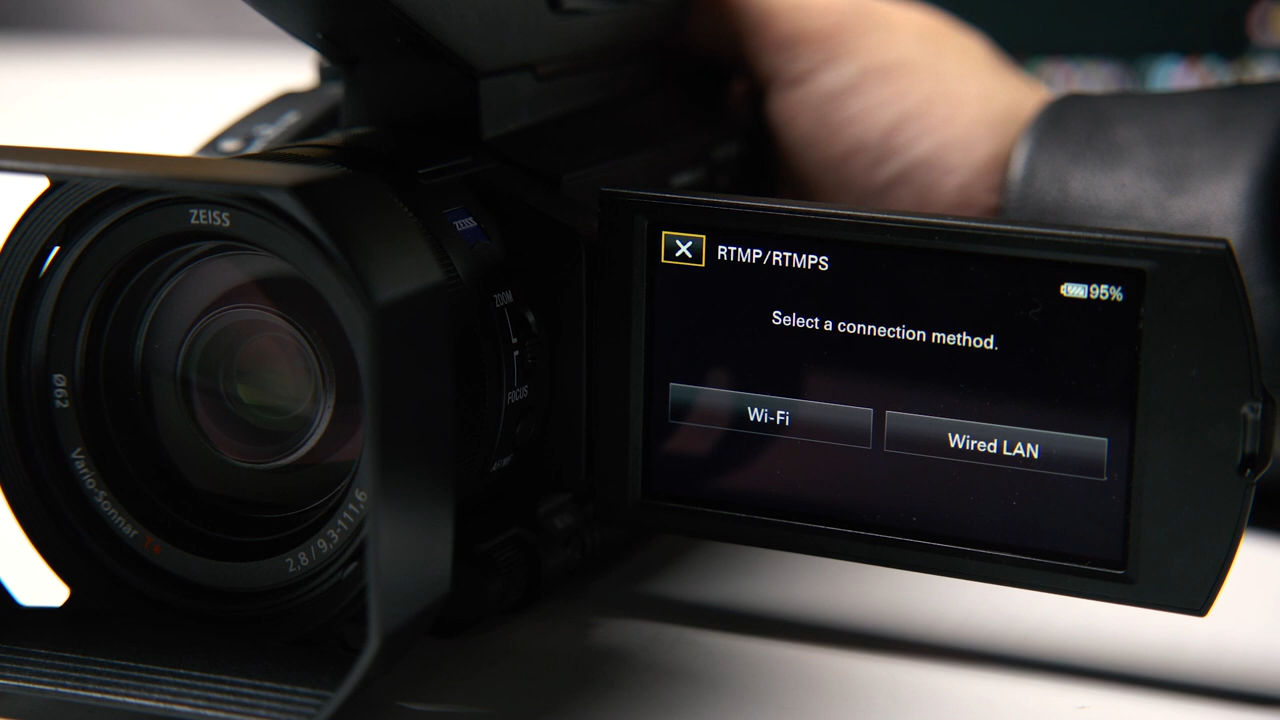 ZEISS
ZEISS
Ø62
Vario-Sonnar T*
2,8 / 9,3-111,6
ZOOM
FOCUS
RTMP/RTMPS
95%
Select a connection method.
Wi-Fi
Wired LAN